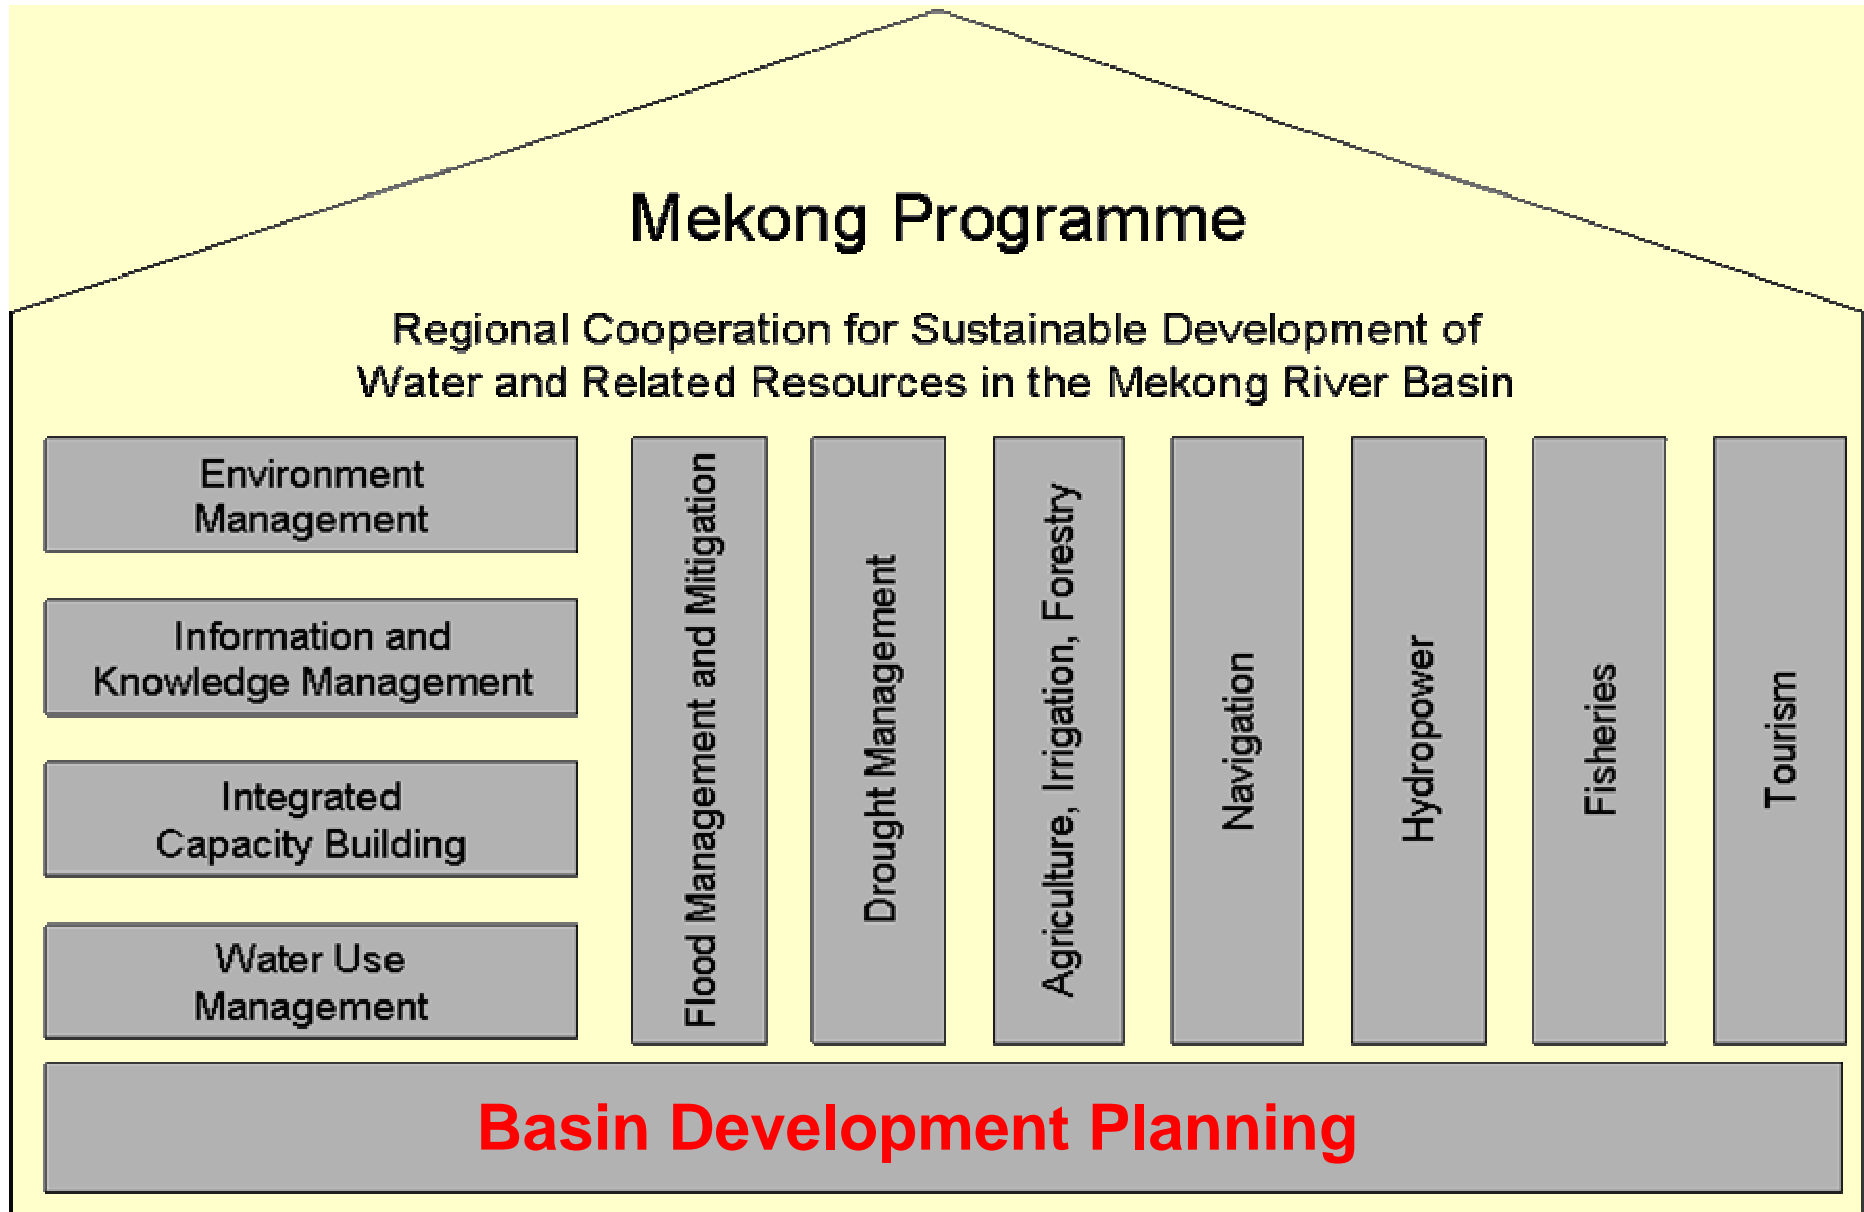 Mekong Programme
Regional Cooperation for Sustainable Development of
Water and Related Resources in the Mekong River Basin
Environment
Management
Information and
Knowledge Management
Integrated
Capacity Building
Water Use
Management
Flood Management and Mitigation
Drought Management
Agriculture, Irrigation, Forestry
Navigation
Hydropower
Fisheries
Tourism
Basin Development Planning